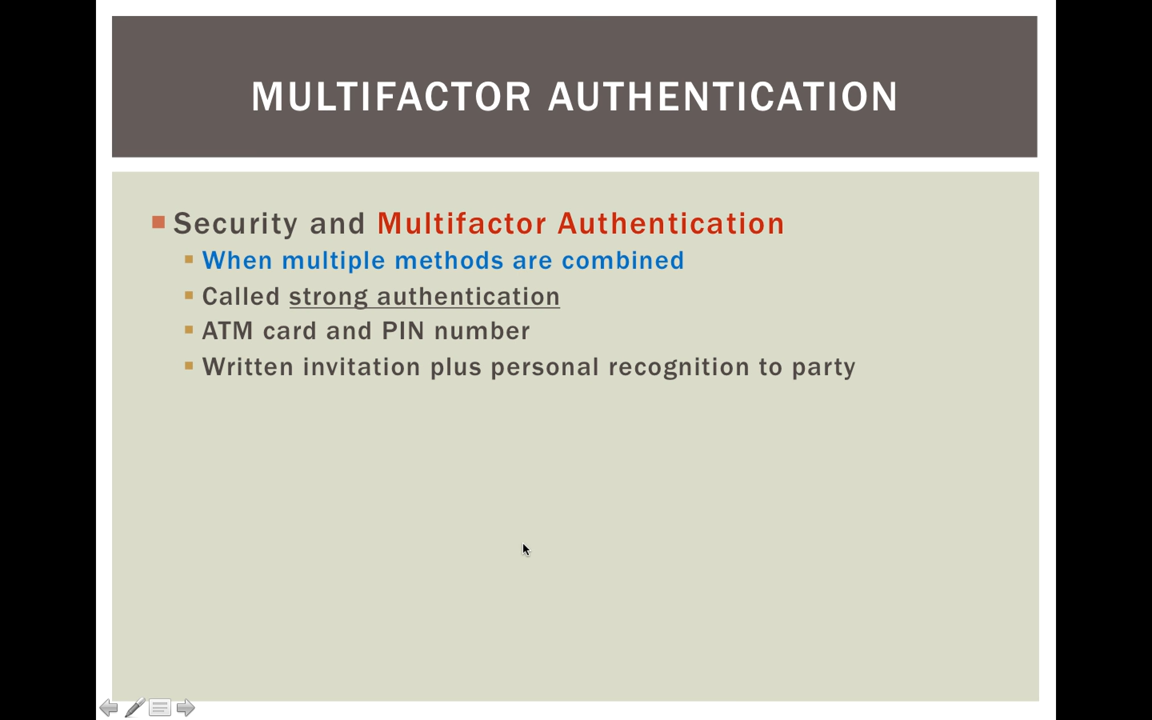 MULTIFACTOR AUTHENTICATION
Security and Multifactor Authentication
When multiple methods are combined
Called strong authentication
ATM card and PIN number
Written invitation plus personal recognition to party